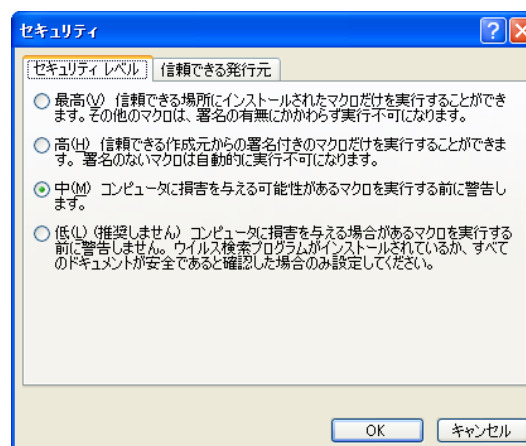 セキュリティ
セキュリティ レベル
信頼できる発行元
最高(V) 信頼できる場所にインストールされたマクロだけを実行することができ
ます。その他のマクロは、署名の有無にかかわらず実行不可になります。
高(H) 信頼できる作成元からの署名付きのマクロだけを実行することができま
す。 署名のないマクロは自動的に実行不可になります。
中(M) コンピュータに損害を与える可能性があるマクロを実行する前に警告し
ます。
低(L) (推奨しません) コンピュータに損害を与える場合があるマクロを実行する
前に警告しません。ウイルス検索プログラムがインストールされているか、すべて
のドキュメントが安全であると確認した場合のみ設定してください。
OK
キャンセル